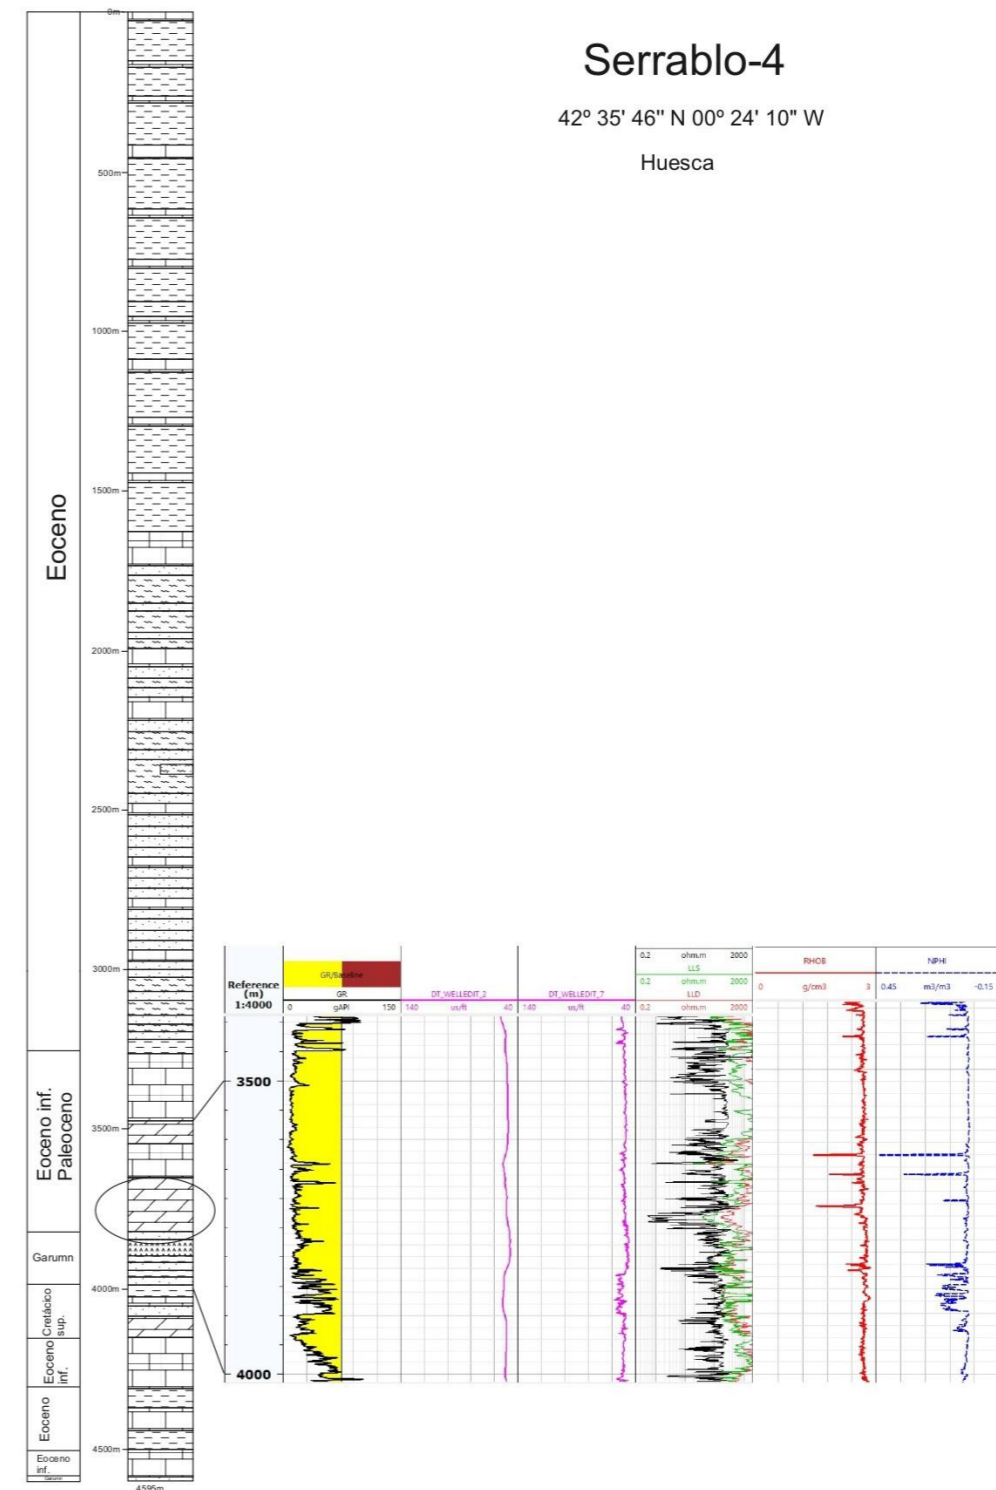 Serrablo-4
42º 35' 46" N 00º 24' 10" W
Huesca
0m
500m
1000m
1500m
2000m
2500m
3000m
3500m
4000m
4500m
4595m
Eoceno
Eoceno inf.
Paleoceno
Garumn
Cretácico
sup.
Eoceno
inf.
Eoceno
Eoceno
inf.
Garumn
Reference
(m)
1:4000
3500
4000
GR/Baseline
GR
0 gAPI 150
DT_WELLEDIT_2
140 us/ft 40
DT_WELLEDIT_7
140 us/ft 40
0.2 ohm.m 2000
LLS
0.2 ohm.m 2000
LLD
0.2 ohm.m 2000
RHOB
0 g/cm3 3
NPHI
0.45 m3/m3 -0.15